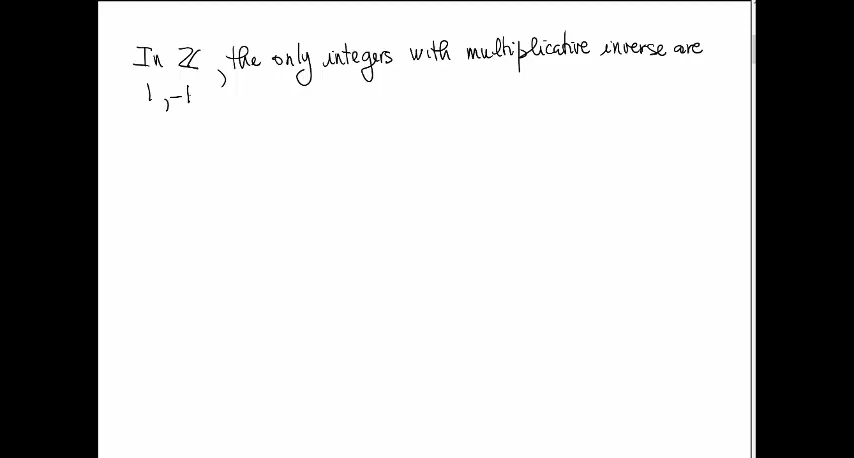 In ℤ, the only integers with multiplicative inverse are
1, -1